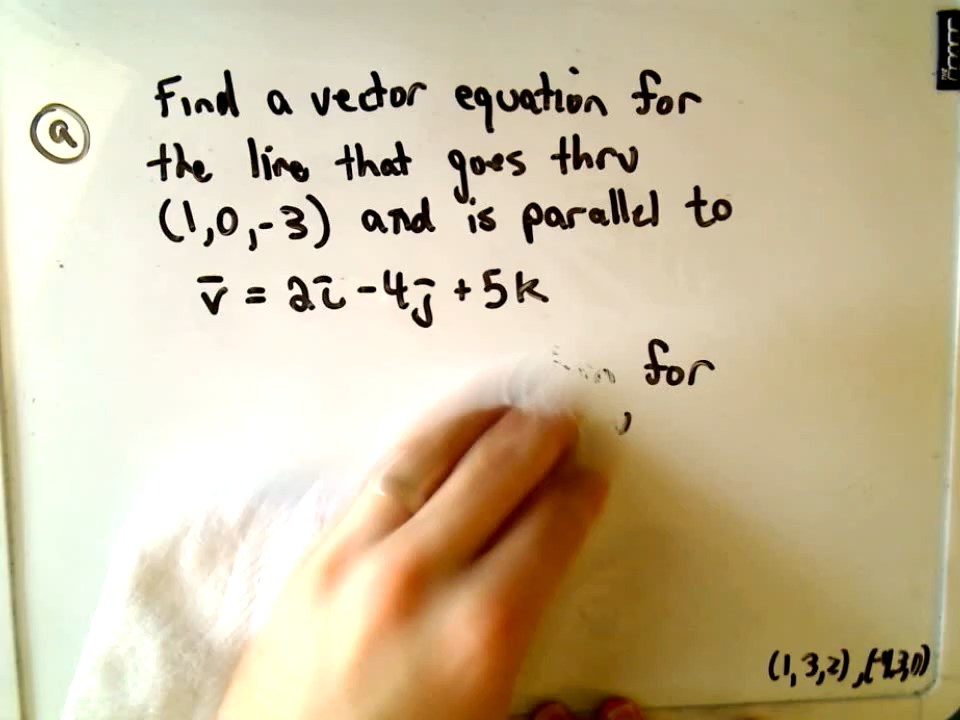 a
Find a vector equation for
the line that goes thru
(1,0,-3) and is parallel to
v̄ = 2ī - 4j̄ + 5k
for
(1,3,2),